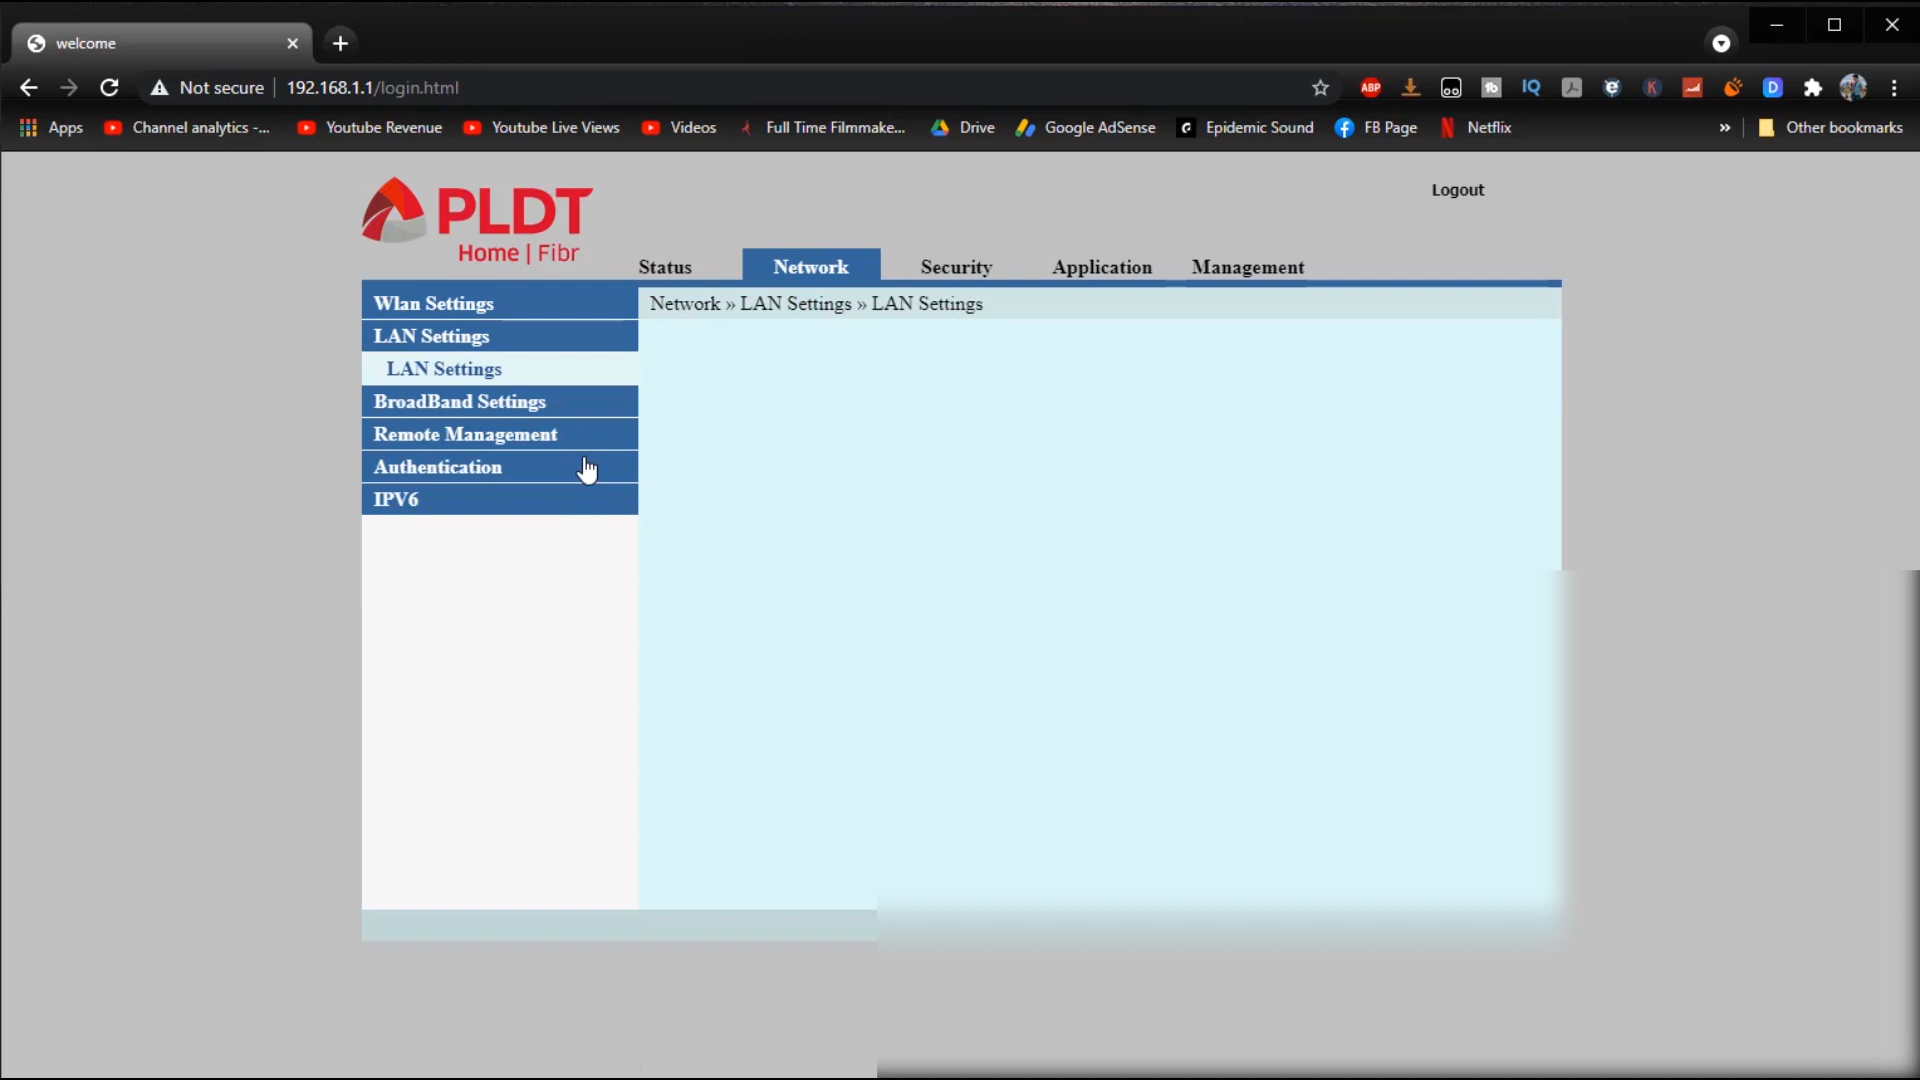 welcome
Not secure 192.168.1.1/login.html
ABP tb IQ K D
Apps Channel analytics -... Youtube Revenue Youtube Live Views Videos Full Time Filmmake... Drive Google AdSense Epidemic Sound FB Page Netflix » Other bookmarks
Logout
PLDT
Home | Fibr
Status Network Security Application Management
Wlan Settings
LAN Settings
LAN Settings
BroadBand Settings
Remote Management
Authentication
IPV6
Network » LAN Settings » LAN Settings